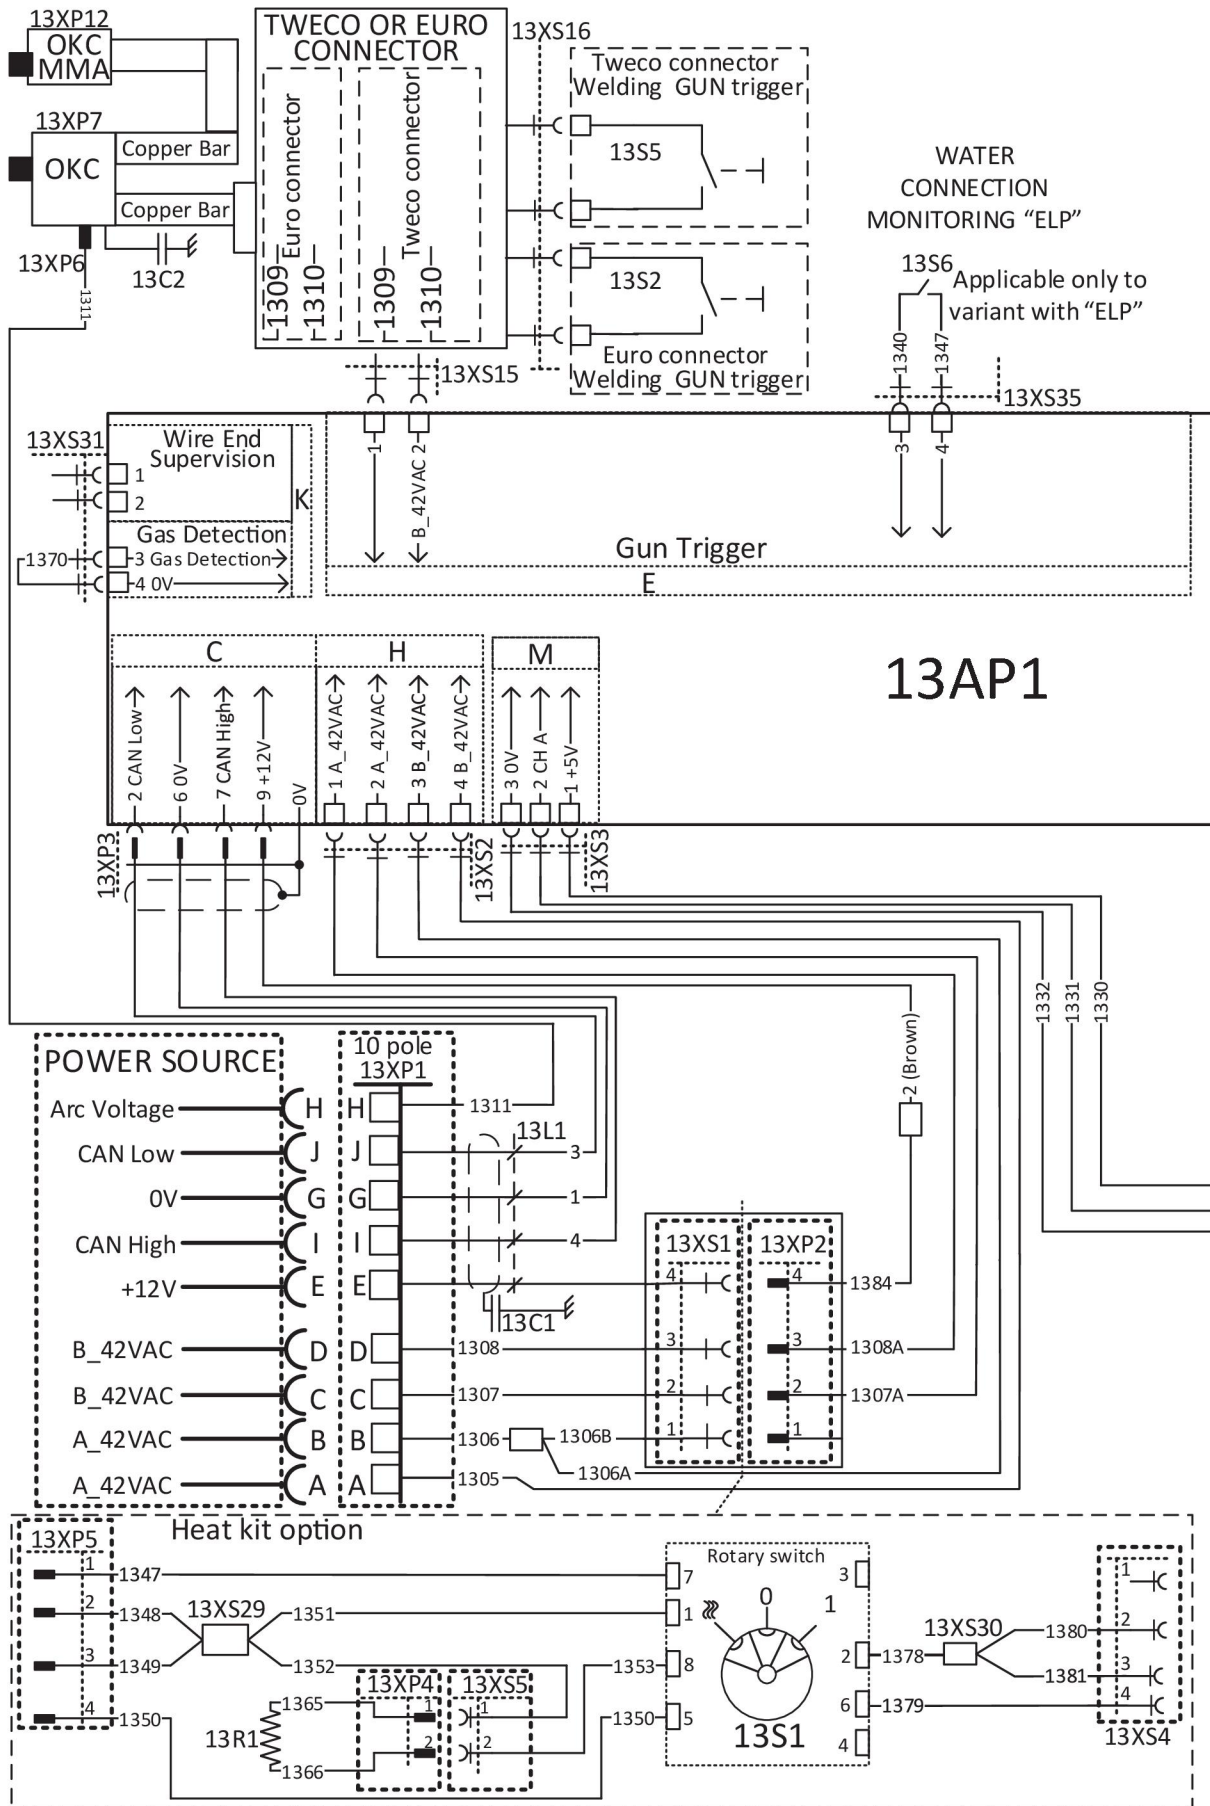 13XP12
OKC
MMA
13XP7
OKC
Copper Bar
Copper Bar
13XP6
13C2
1311
TWECO OR EURO
CONNECTOR
Euro connector
Tweco connector
1309
1310
1309
1310
13XS16
Tweco connector
Welding GUN trigger
13S5
13S2
Euro connector
Welding GUN trigger
13XS15
WATER
CONNECTION
MONITORING “ELP”
13S6
Applicable only to
variant with “ELP”
1340
1347
13XS35
13XS31
Wire End
Supervision
1
2
K
Gas Detection
1370
3 Gas Detection
4 0V
1
B_42VAC 2
3
4
Gun Trigger
E
C
H
M
13AP1
2 CAN Low
6 0V
7 CAN High
9 +12V
0V
1 A_42VAC
2 A_42VAC
3 B_42VAC
4 B_42VAC
3 0V
2 CH A
1 +5V
13XP3
13XS2
13XS3
1332
1331
1330
2 (Brown)
POWER SOURCE
10 pole
13XP1
Arc Voltage
H
H
1311
13L1
CAN Low
J
J
3
0V
G
G
1
CAN High
I
I
4
+12V
E
E
13C1
B_42VAC
D
D
1308
B_42VAC
C
C
1307
A_42VAC
B
B
1306
1306B
1306A
A_42VAC
A
A
1305
13XS1
13XP2
4
4
1384
3
3
1308A
2
2
1307A
1
1
Heat kit option
13XP5
1
1347
2
1348
3
1349
4
1350
13XS29
1351
1352
13R1
1365
1366
13XP4
1
2
13XS5
1
2
1353
1350
Rotary switch
7
1
8
5
0
1
13S1
3
2
6
4
1378
1379
13XS30
1380
1381
1
2
3
4
13XS4